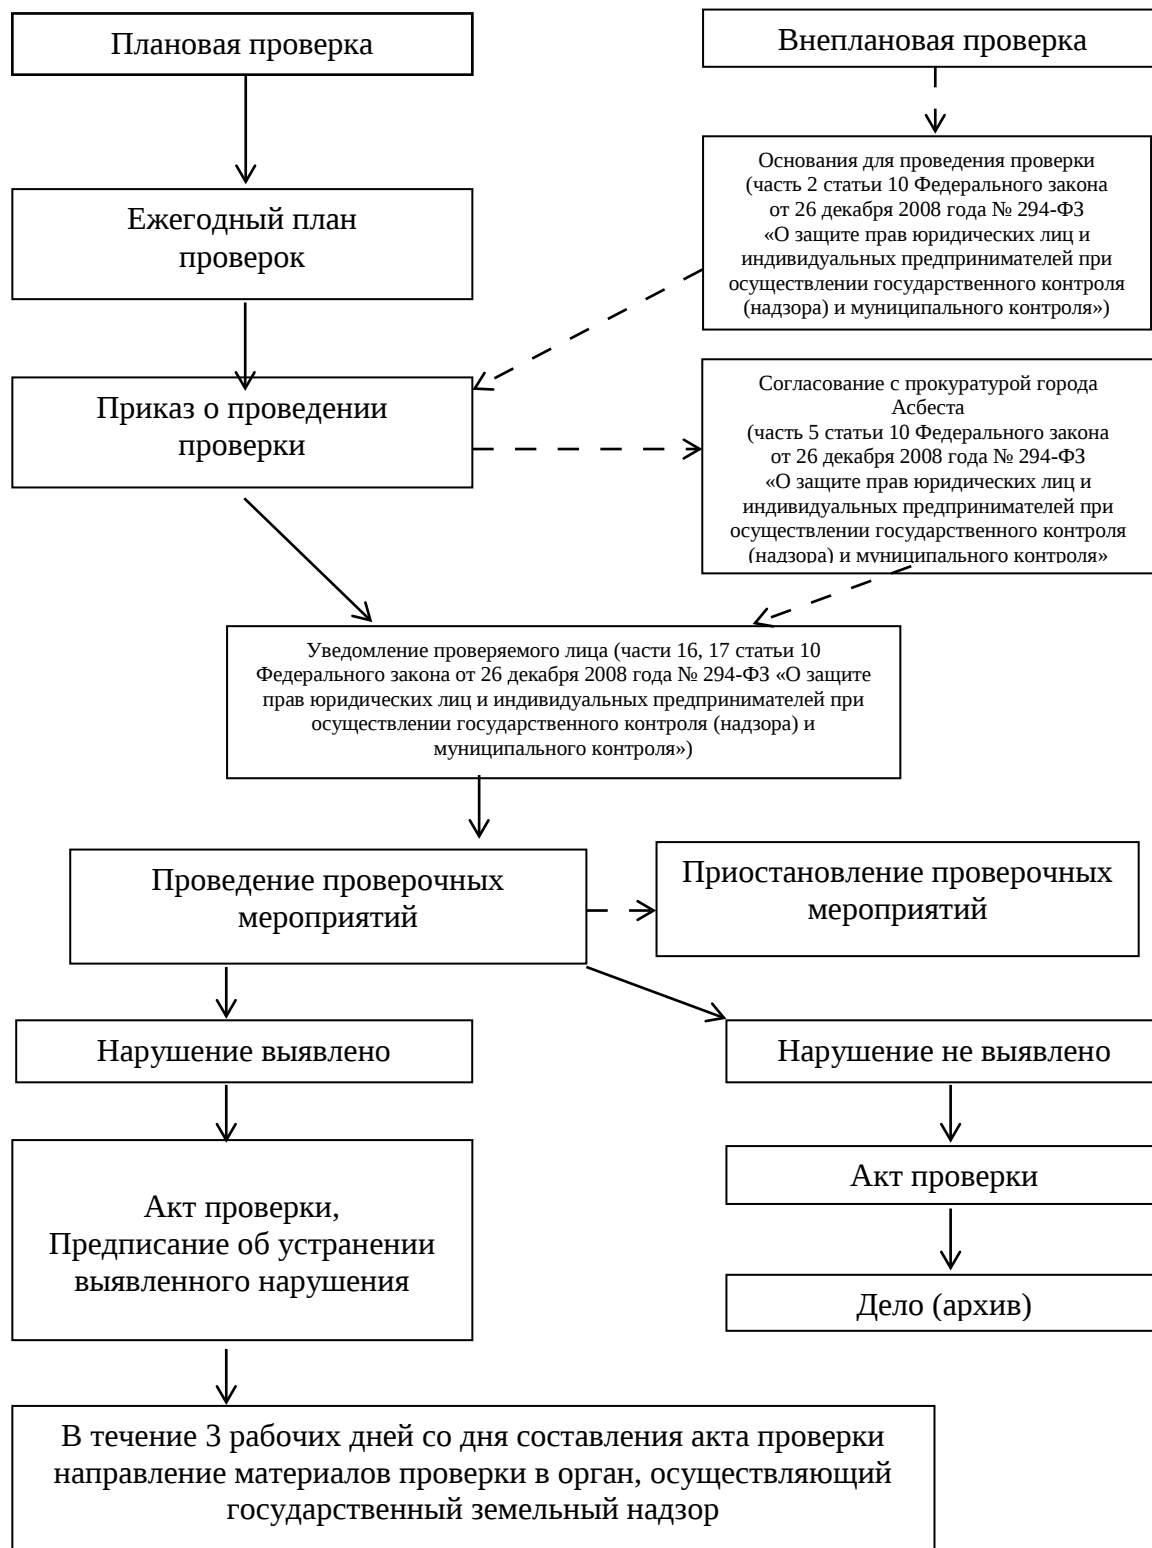 Плановая проверка
Внеплановая проверка
Основания для проведения проверки
(часть 2 статьи 10 Федерального закона
от 26 декабря 2008 года № 294-ФЗ
«О защите прав юридических лиц и
индивидуальных предпринимателей при
осуществлении государственного контроля
(надзора) и муниципального контроля»)
Ежегодный план
проверок
Приказ о проведении
проверки
Согласование с прокуратурой города
Асбеста
(часть 5 статьи 10 Федерального закона
от 26 декабря 2008 года № 294-ФЗ
«О защите прав юридических лиц и
индивидуальных предпринимателей при
осуществлении государственного контроля
(надзора) и муниципального контроля»
Уведомление проверяемого лица (части 16, 17 статьи 10
Федерального закона от 26 декабря 2008 года № 294-ФЗ «О защите
прав юридических лиц и индивидуальных предпринимателей при
осуществлении государственного контроля (надзора) и
муниципального контроля»)
Проведение проверочных
мероприятий
Приостановление проверочных
мероприятий
Нарушение выявлено
Нарушение не выявлено
Акт проверки,
Предписание об устранении
выявленного нарушения
Акт проверки
Дело (архив)
В течение 3 рабочих дней со дня составления акта проверки
направление материалов проверки в орган, осуществляющий
государственный земельный надзор